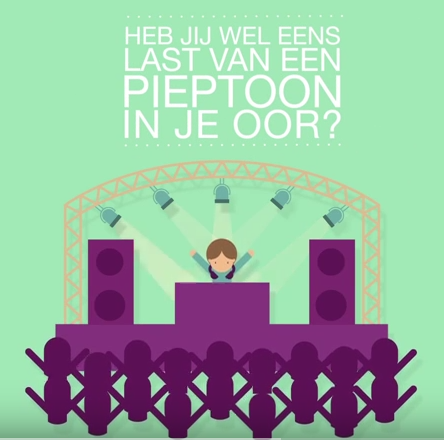 HEB JIJ WEL EENS
LAST VAN EEN
PIEPTOON
IN JE OOR?